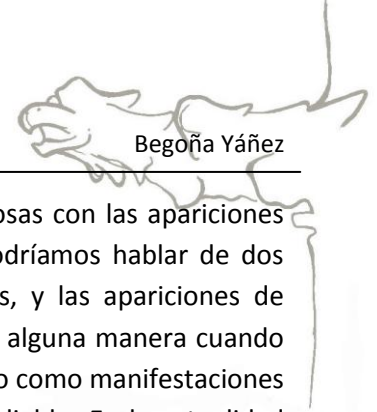 Begoña Yáñez
osas con las apariciones
odríamos hablar de dos
s, y las apariciones de
alguna manera cuando
o como manifestaciones